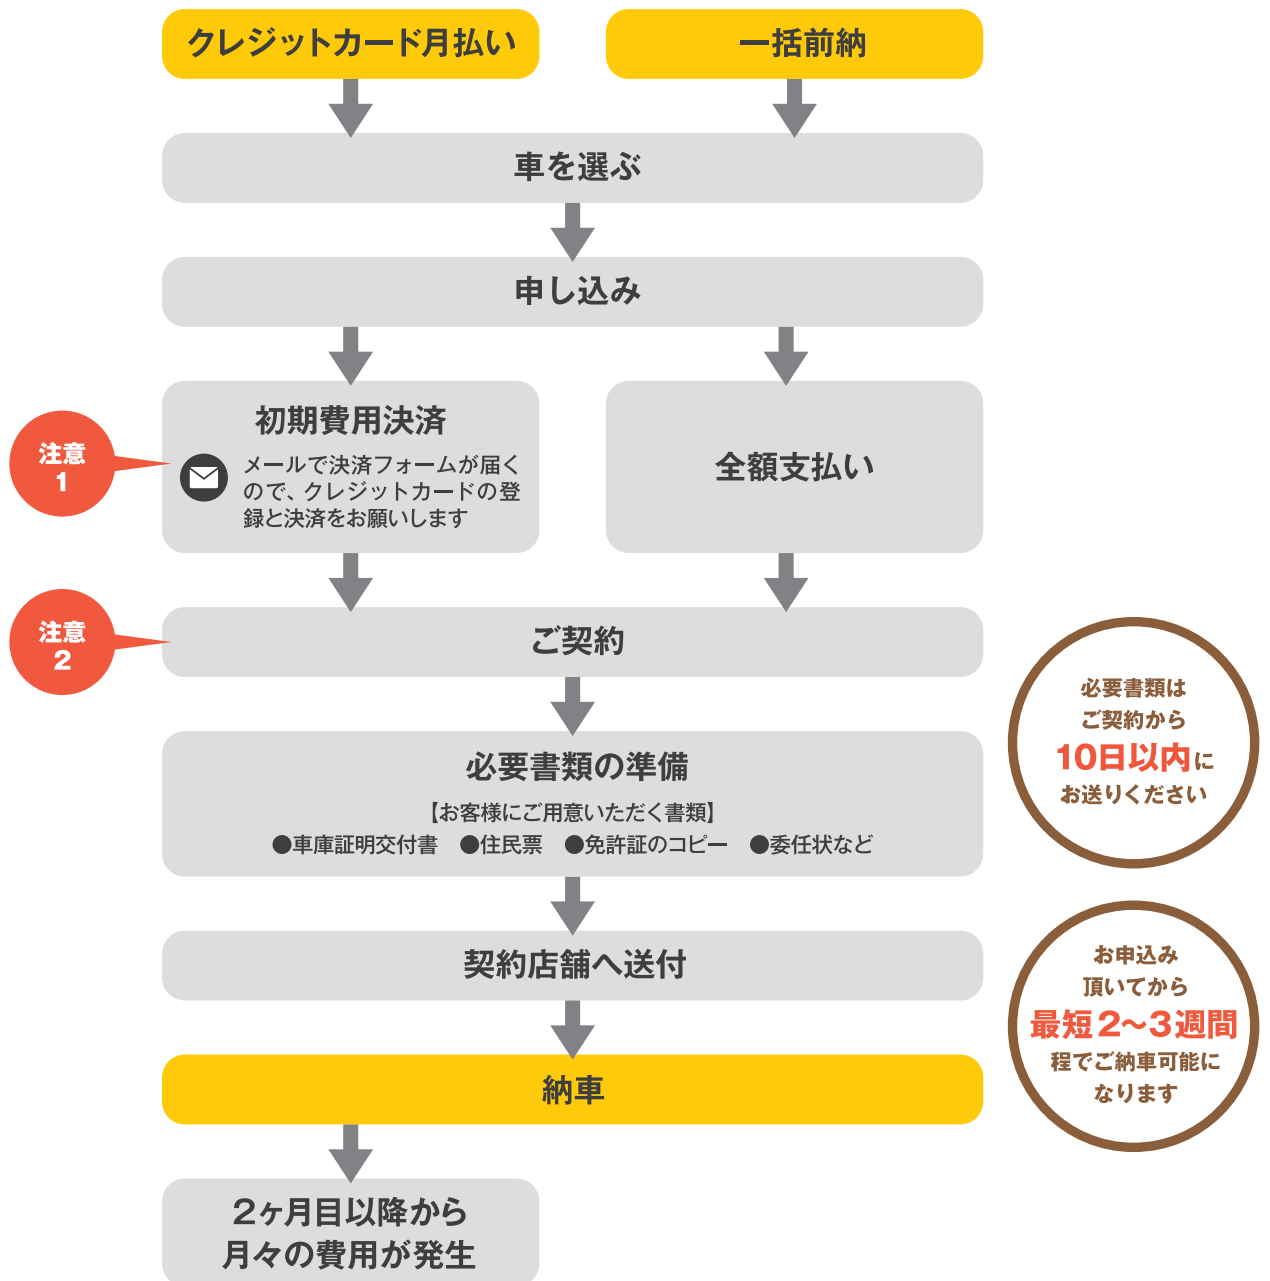 クレジットカード月払い
一括前納
車を選ぶ
申し込み
初期費用決済
メールで決済フォームが届く
ので、クレジットカードの登
録と決済をお願いします
全額支払い
注意
1
ご契約
注意
2
必要書類の準備
【お客様にご用意いただく書類】
●車庫証明交付書 ●住民票 ●免許証のコピー ●委任状など
必要書類は
ご契約から
10日以内に
お送りください
契約店舗へ送付
お申込み
頂いてから
最短2〜3週間
程でご納車可能に
なります
納車
2ヶ月目以降から
月々の費用が発生